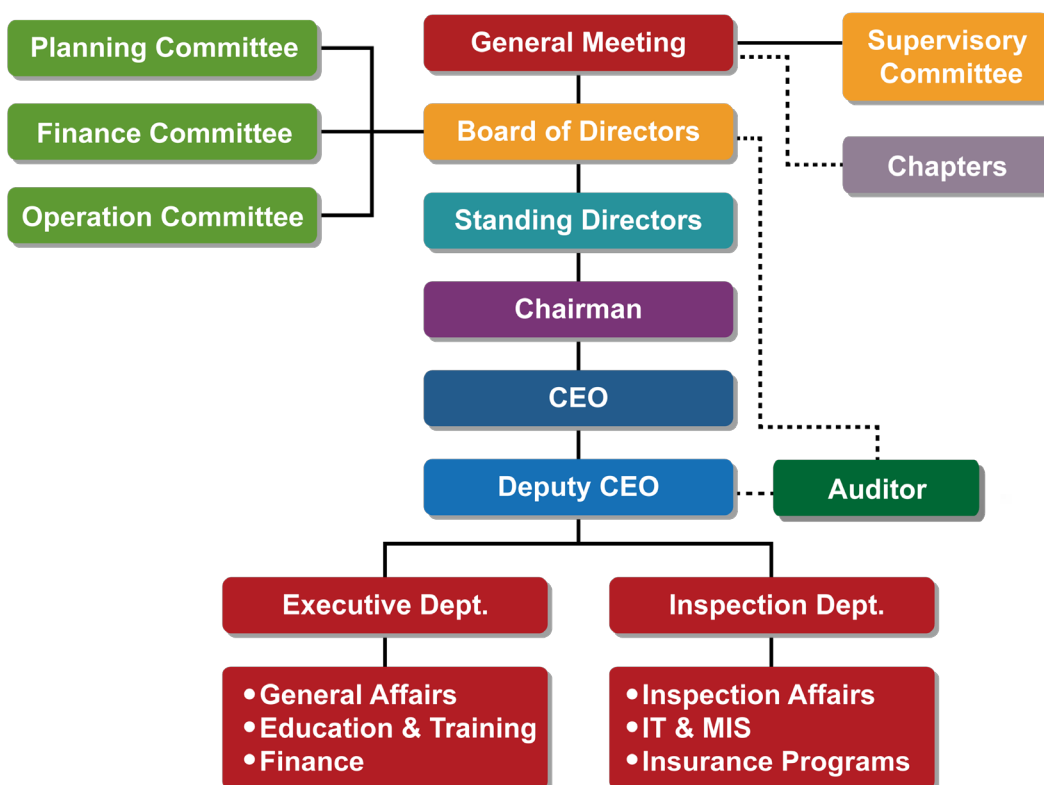 Planning Committee
General Meeting
Supervisory
Committee
Finance Committee
Board of Directors
Chapters
Operation Committee
Standing Directors
Chairman
CEO
Deputy CEO
Auditor
Executive Dept.
Inspection Dept.
•General Affairs
•Education & Training
•Finance
•Inspection Affairs
•IT & MIS
•Insurance Programs